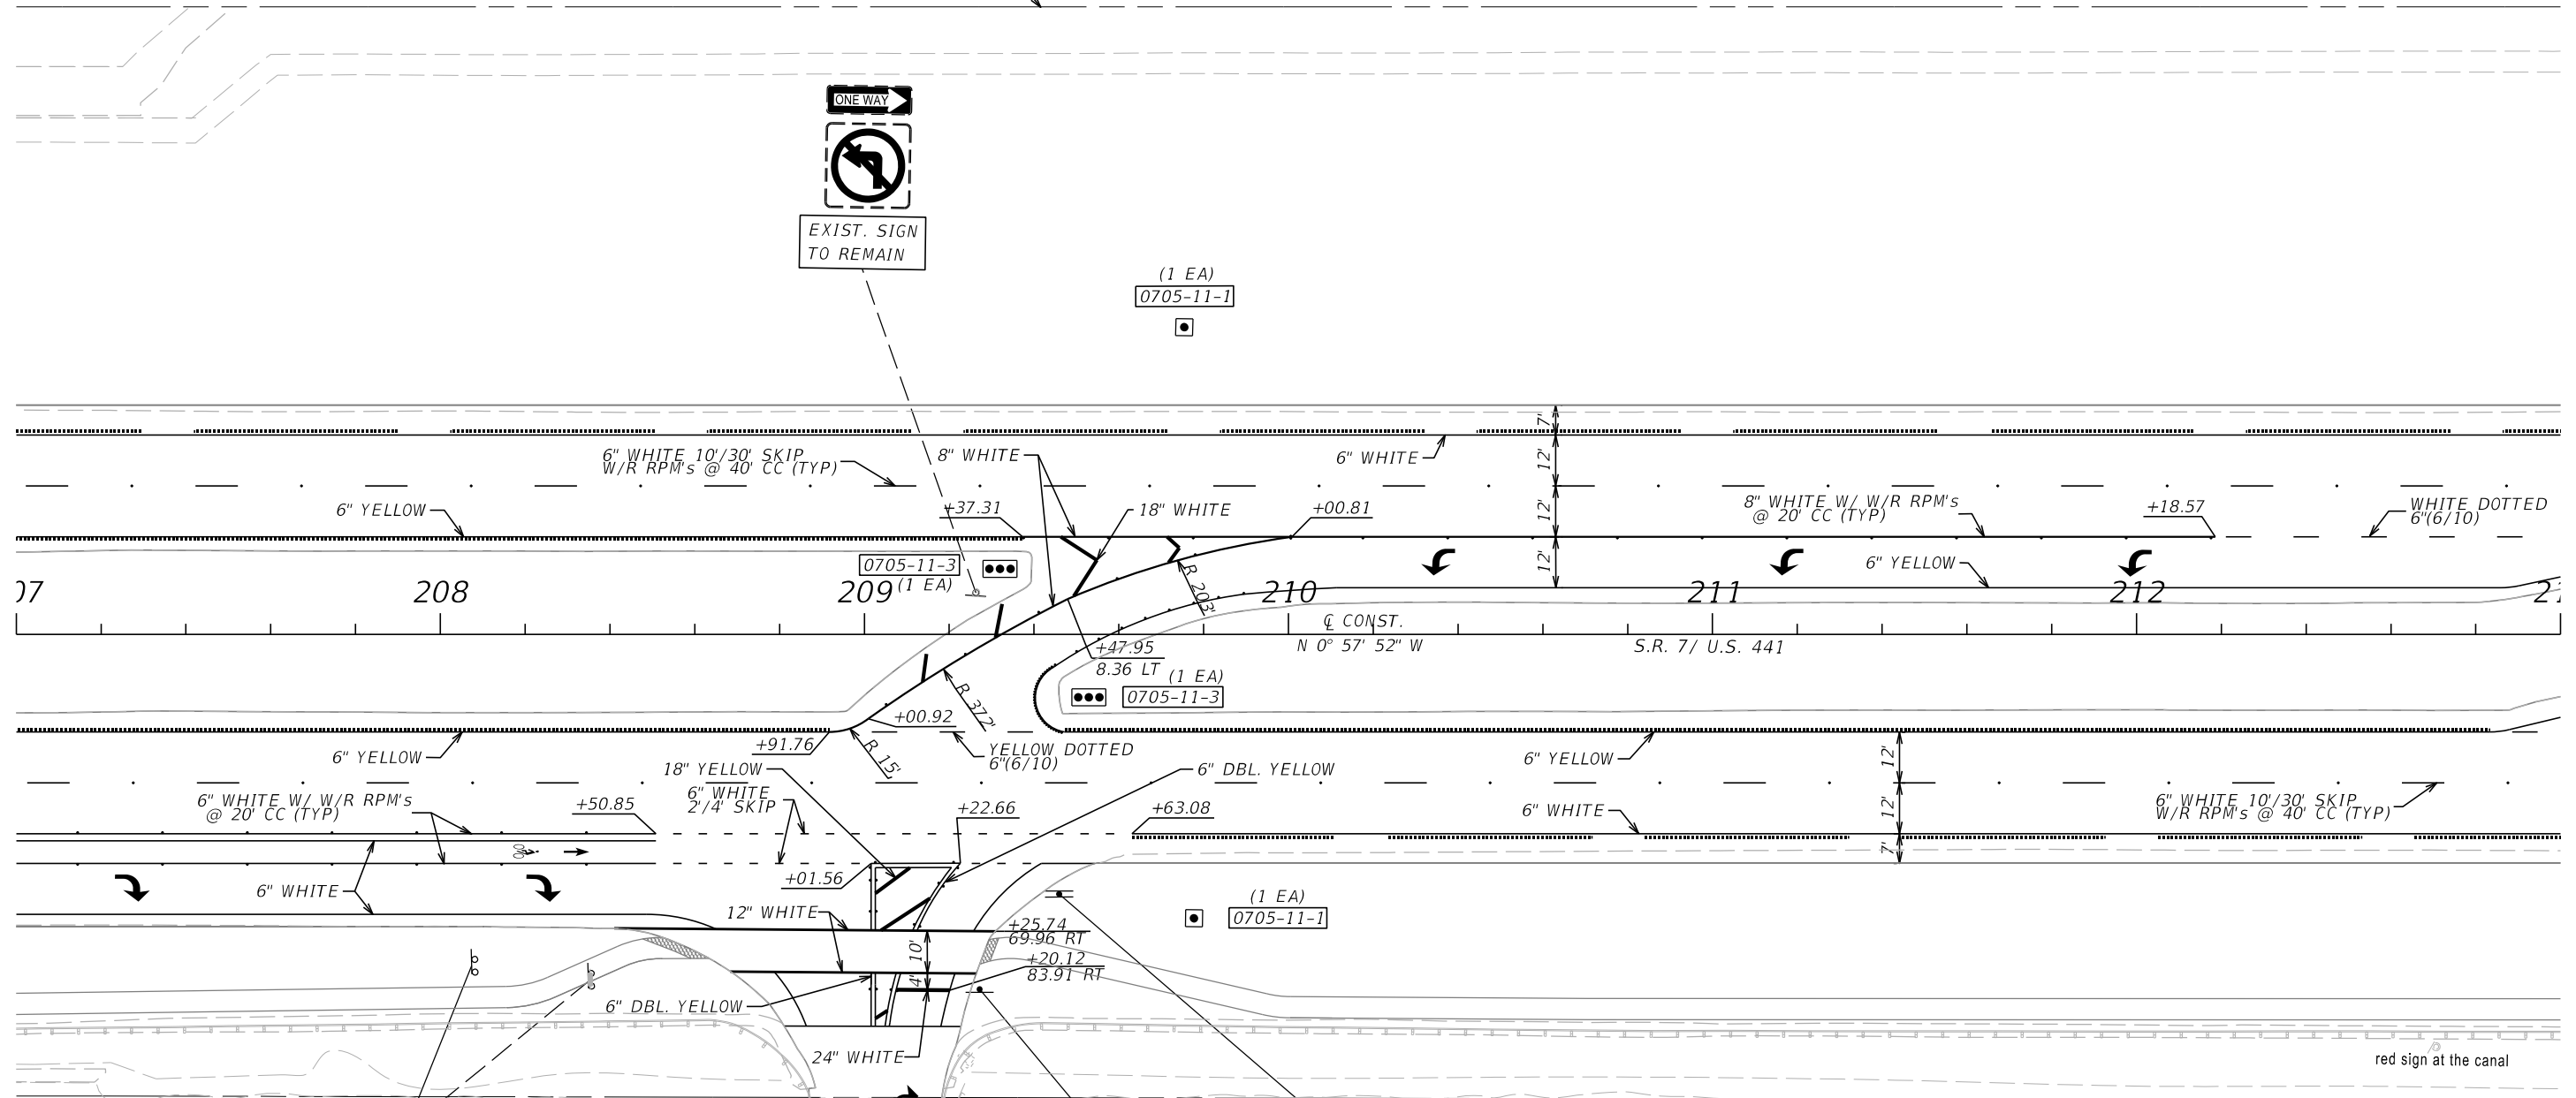 ONE WAY
EXIST. SIGN
TO REMAIN
(1 EA)
0705-11-1
7'
6" WHITE 10'/30' SKIP
W/R RPM's @ 40' CC (TYP)
8" WHITE
6" WHITE
12'
6" YELLOW
+37.31
18" WHITE
+00.81
12'
8" WHITE W/ W/R RPM's
@ 20' CC (TYP)
+18.57
WHITE DOTTED
6"(6/10)
0705-11-3
(1 EA)
12'
6" YELLOW
R 203'
07
208
209
210
211
212
℄ CONST.
N 0° 57' 52" W
S.R. 7/ U.S. 441
+47.95
8.36 LT
(1 EA)
0705-11-3
R 372'
+00.92
+91.76
R 15'
YELLOW DOTTED
6"(6/10)
6" YELLOW
6" YELLOW
12'
18" YELLOW
6" DBL. YELLOW
6" WHITE W/ W/R RPM's
@ 20' CC (TYP)
+50.85
6" WHITE
2'/4' SKIP
+22.66
+63.08
6" WHITE
12'
6" WHITE 10'/30' SKIP
W/R RPM's @ 40' CC (TYP)
7'
6" WHITE
+01.56
12" WHITE
(1 EA)
0705-11-1
+25.74
69.96 RT
10'
+20.12
83.91 RT
4'
6" DBL. YELLOW
24" WHITE
red sign at the canal